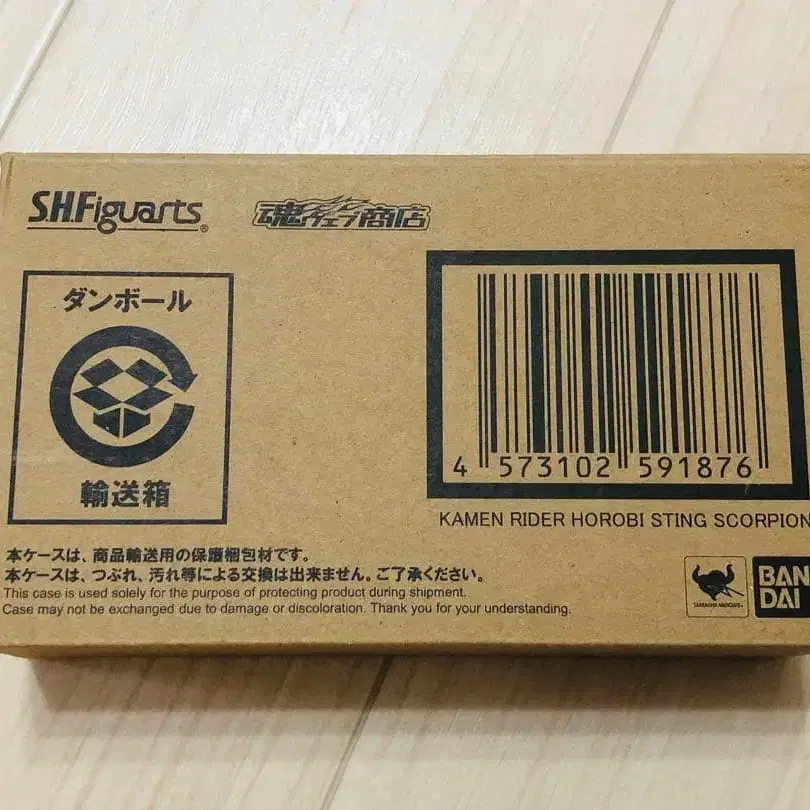 S.H.Figuarts®
魂ウェブ商店
ダンボール
輸送箱
4 573102 591876
KAMEN RIDER HOROBI STING SCORPION
本ケースは、商品輸送用の保護梱包材です。
本ケースは、つぶれ、汚れ等による交換は出来ません。ご了承ください。
This case is used solely for the purpose of protecting product during shipment.
Case may not be exchanged due to damage or discoloration. Thank you for your understanding.
TAMASHII NATIONS
BAN
DAI